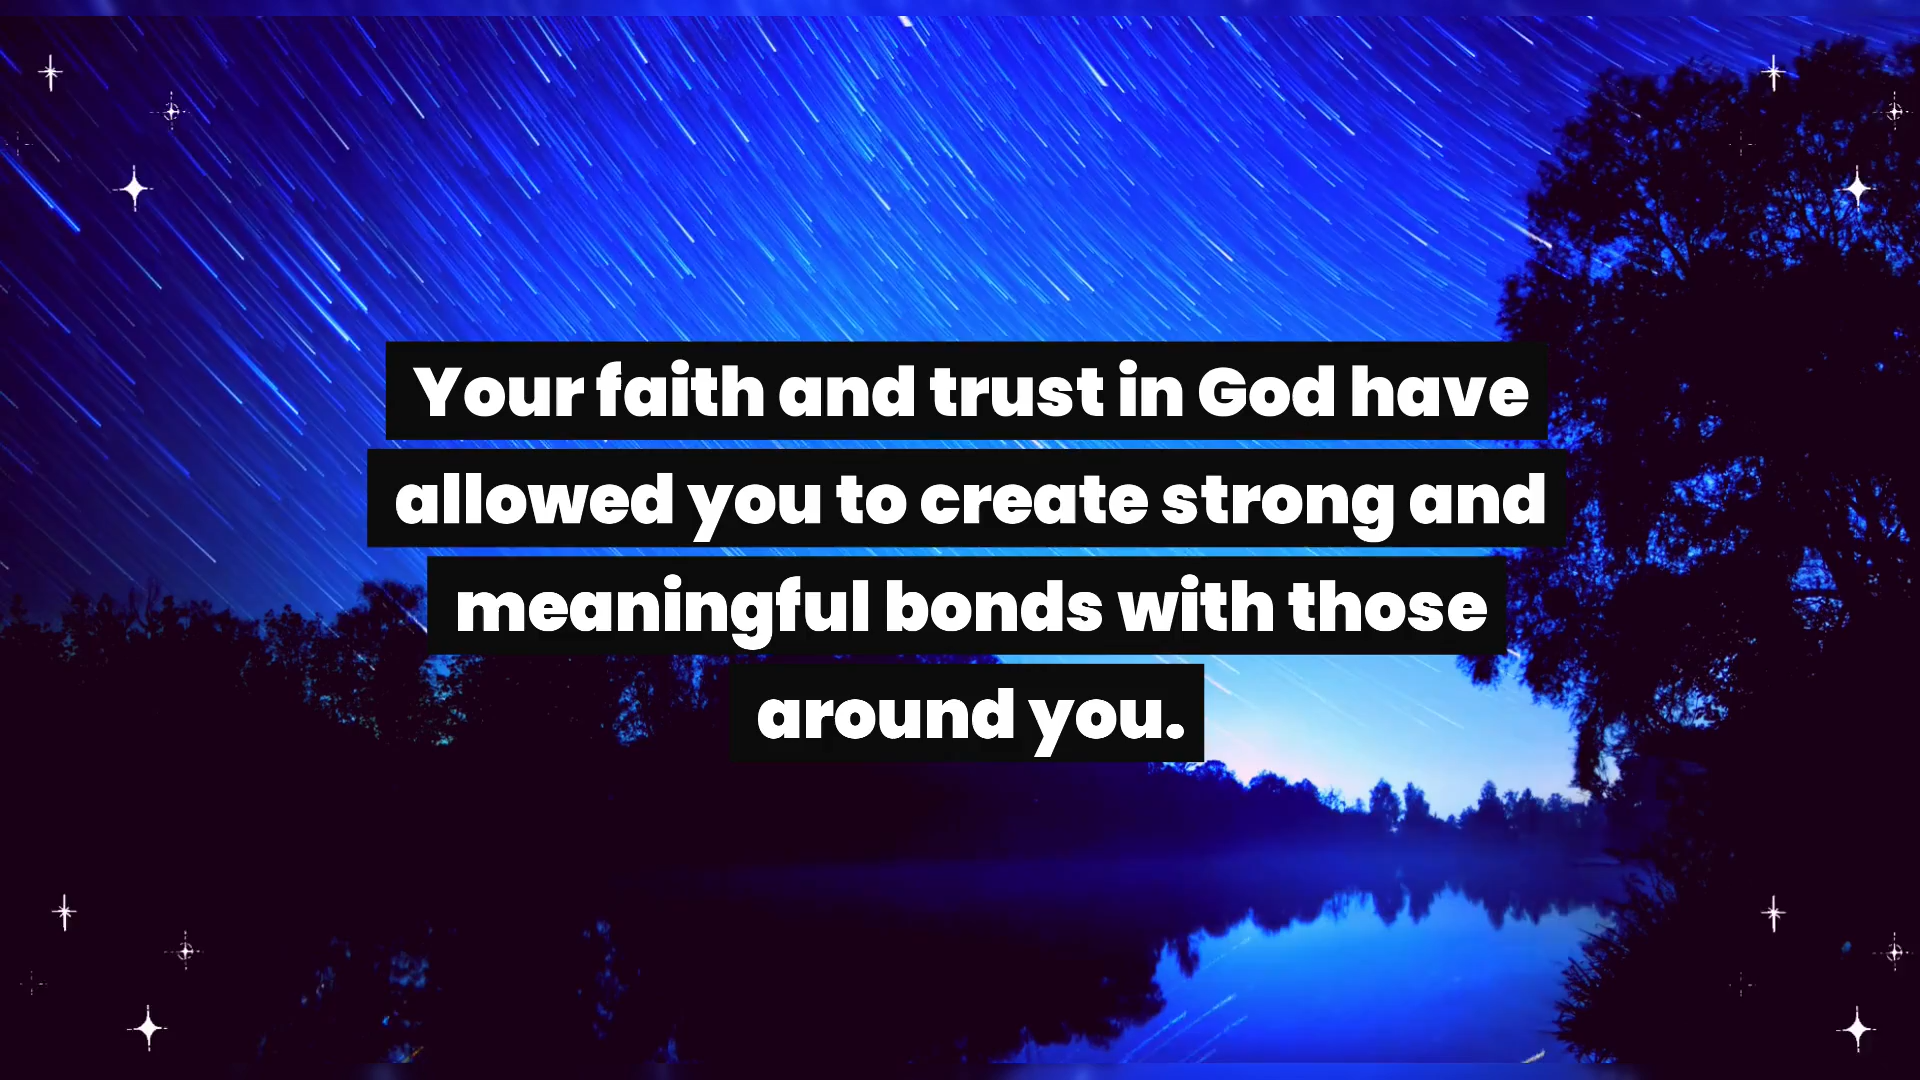 Your faith and trust in God have
allowed you to create strong and
meaningful bonds with those
around you.